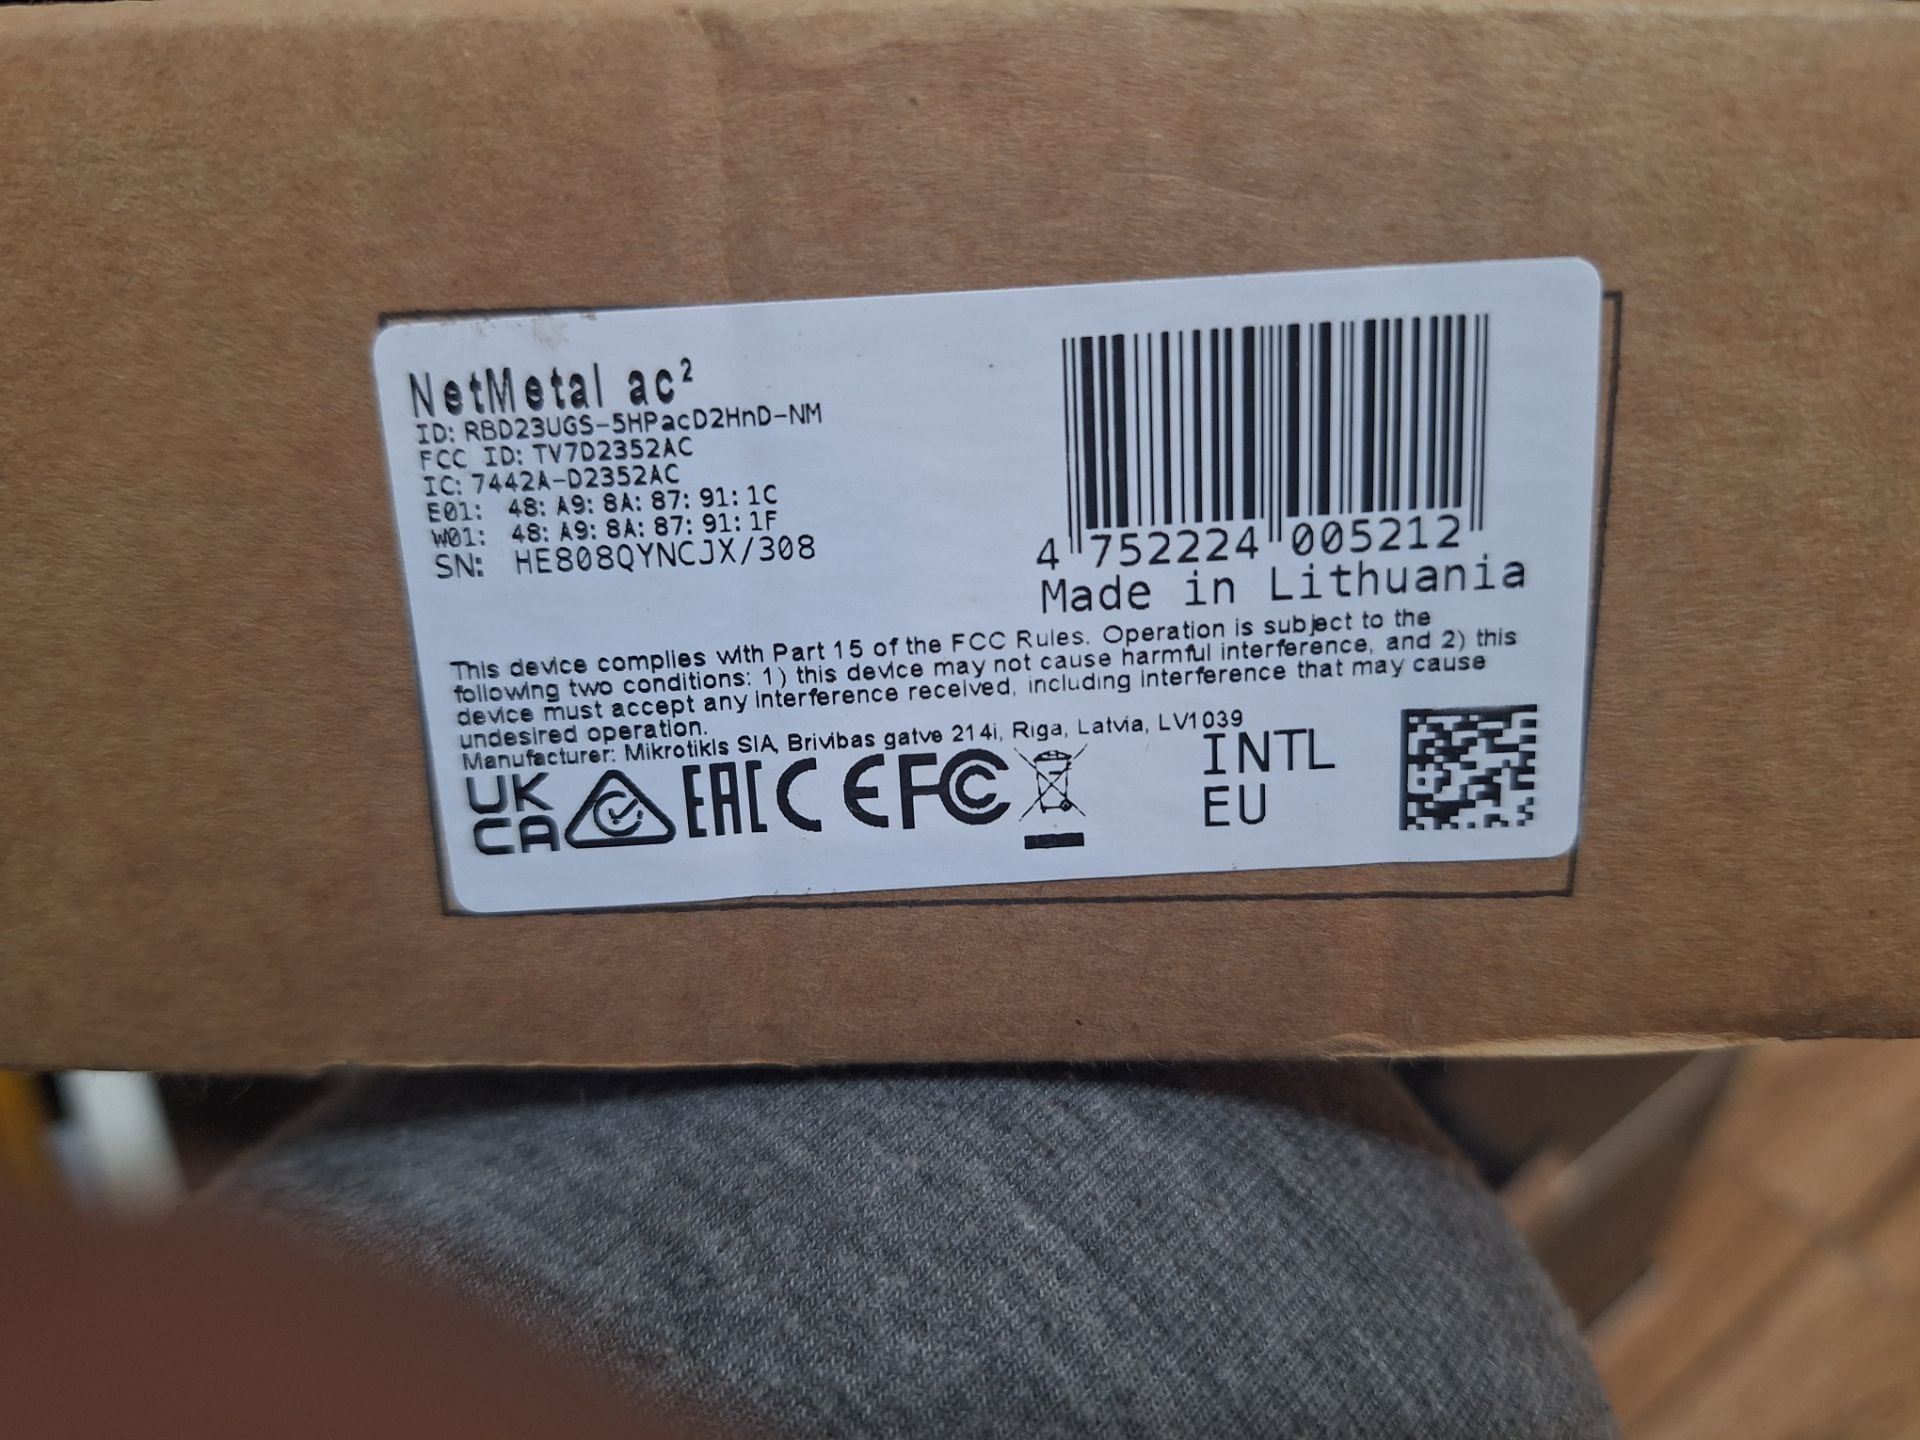 NetMetal ac²
ID: RBD23UGS-5HPacD2HnD-NM
FCC ID: TV7D2352AC
IC: 7442A-D2352AC
E01: 48: A9: 8A: 87: 91: 1C
W01: 48: A9: 8A: 87: 91: 1F
SN: HE808QYNCJX/308
4 752224 005212
Made in Lithuania
This device complies with Part 15 of the FCC Rules. Operation is subject to the
following two conditions: 1) this device may not cause harmful interference, and 2) this
device must accept any interference received, including interference that may cause
undesired operation.
Manufacturer: Mikrotikls SIA, Brivibas gatve 214i, Riga, Latvia, LV1039
UK
CA
EAC
CE
FC
INTL
EU